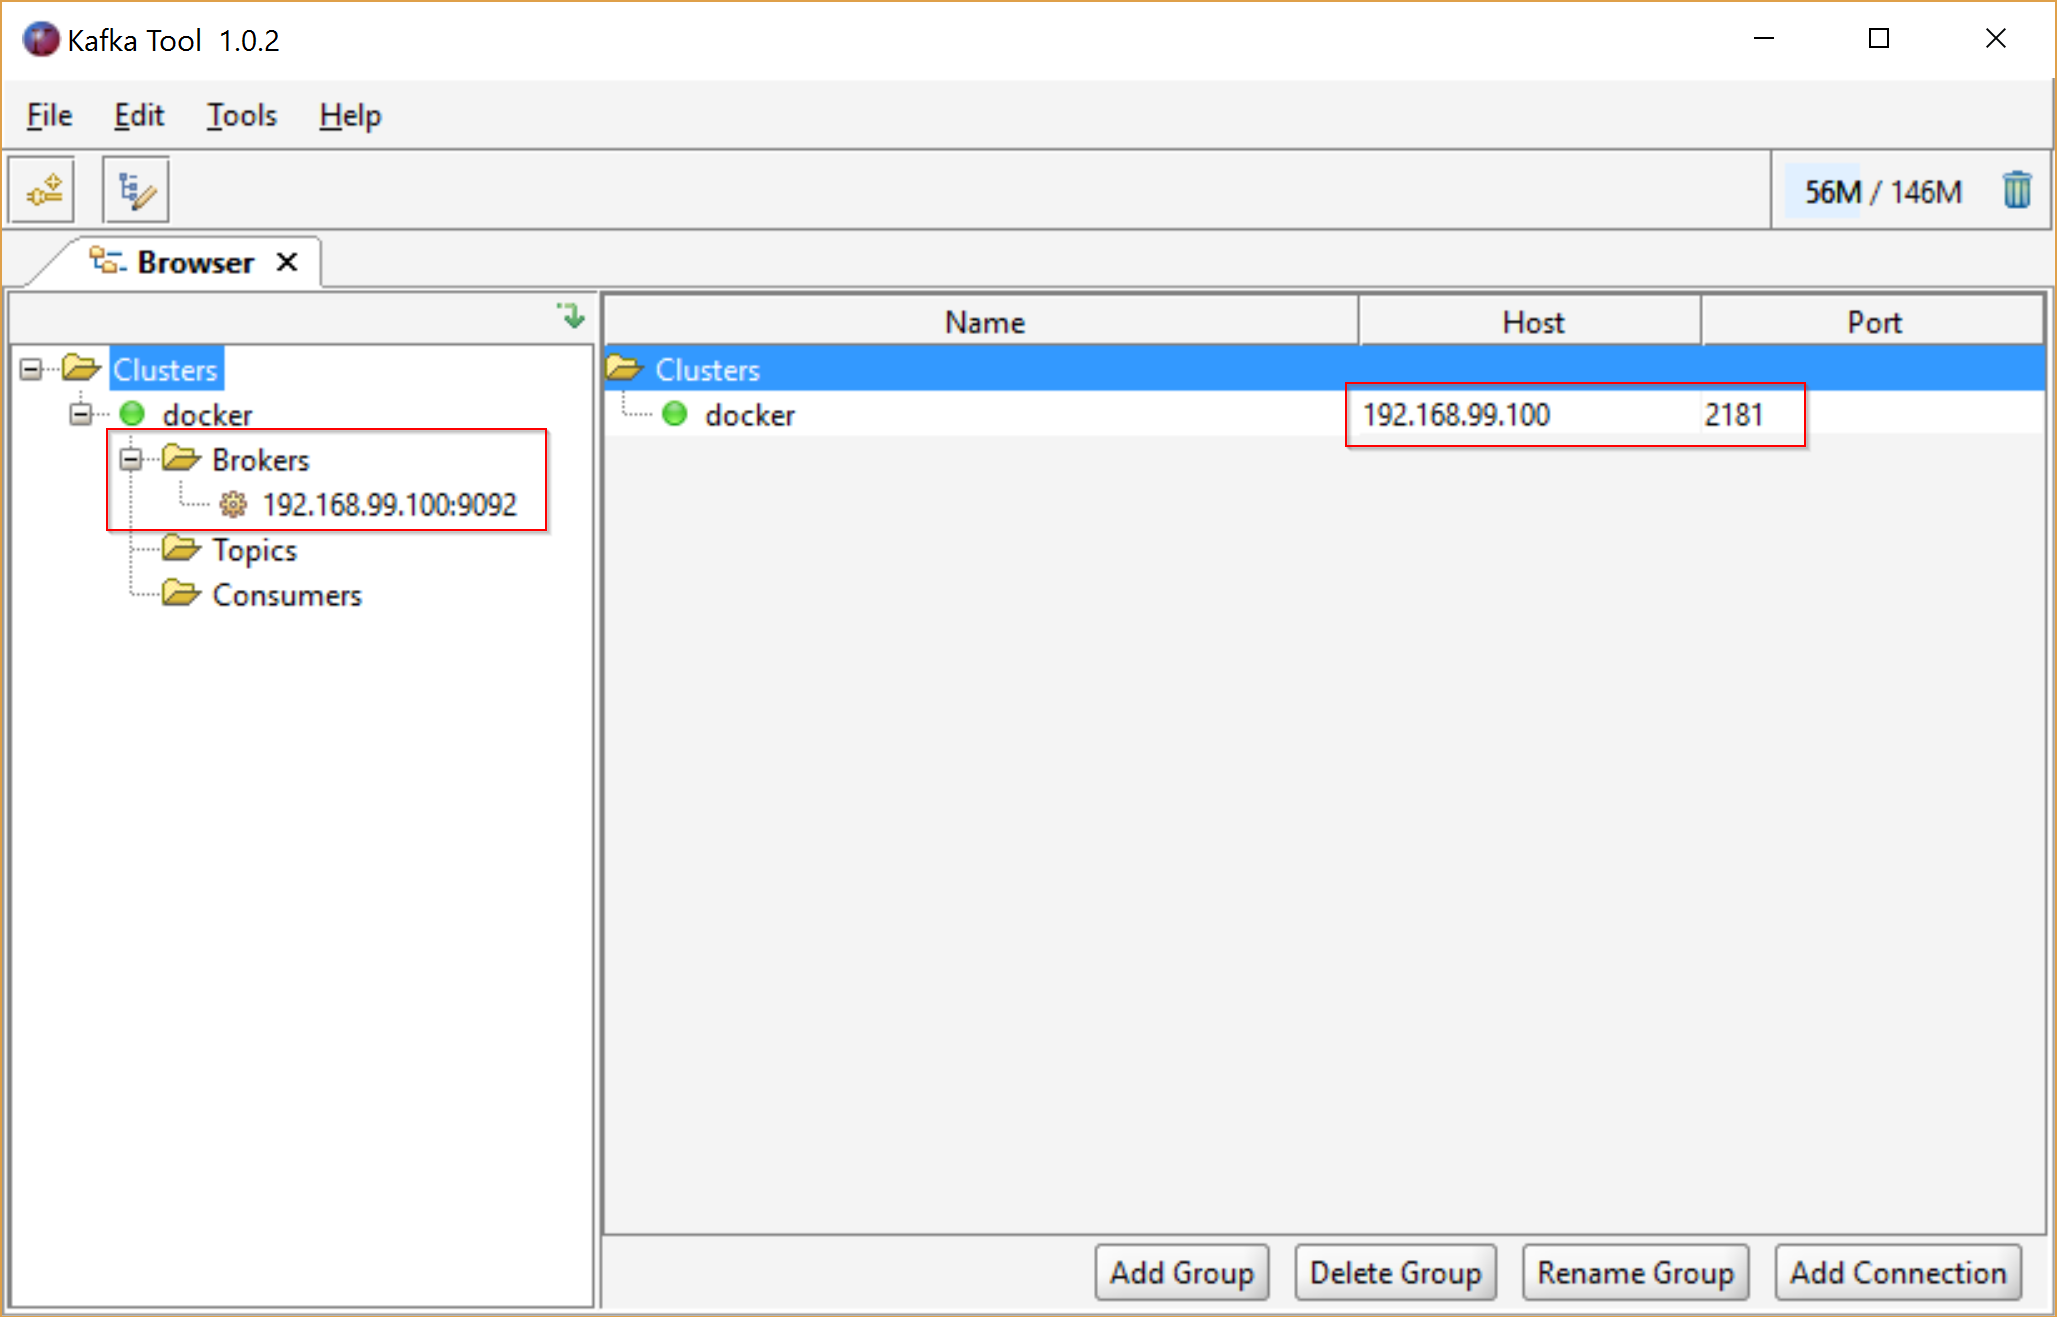 Kafka Tool 1.0.2
File Edit Tools Help
56M / 146M
Browser
Name Host Port
Clusters
docker
Brokers
192.168.99.100:9092
Topics
Consumers
Clusters
docker 192.168.99.100 2181
Add Group Delete Group Rename Group Add Connection